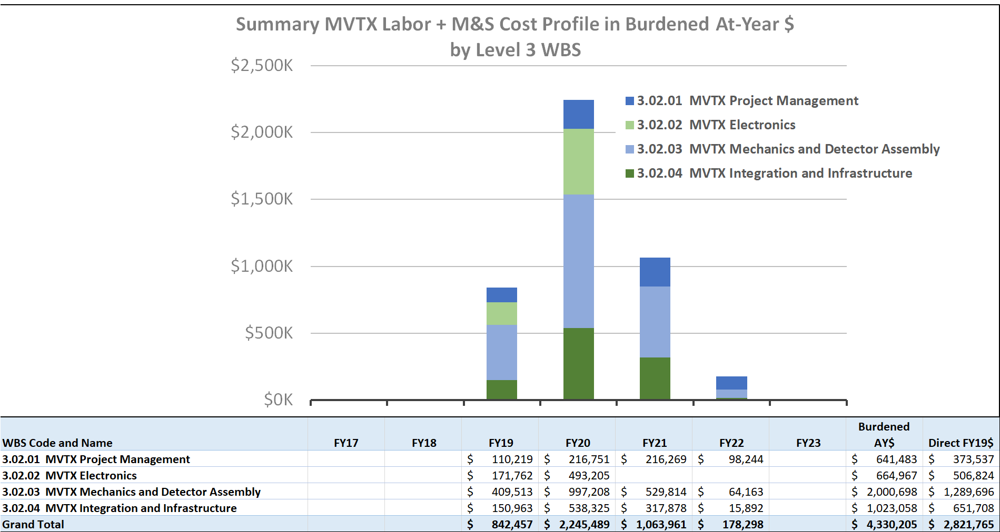 Summary MVTX Labor + M&S Cost Profile in Burdened At-Year $
by Level 3 WBS
$2,500K
$2,000K
$1,500K
$1,000K
$500K
$0K
3.02.01 MVTX Project Management
3.02.02 MVTX Electronics
3.02.03 MVTX Mechanics and Detector Assembly
3.02.04 MVTX Integration and Infrastructure
WBS Code and Name FY17 FY18 FY19 FY20 FY21 FY22 FY23 Burdened AY$ Direct FY19$
3.02.01 MVTX Project Management $ 110,219 $ 216,751 $ 216,269 $ 98,244 $ 641,483 $ 373,537
3.02.02 MVTX Electronics $ 171,762 $ 493,205 $ 664,967 $ 506,824
3.02.03 MVTX Mechanics and Detector Assembly $ 409,513 $ 997,208 $ 529,814 $ 64,163 $ 2,000,698 $ 1,289,696
3.02.04 MVTX Integration and Infrastructure $ 150,963 $ 538,325 $ 317,878 $ 15,892 $ 1,023,058 $ 651,708
Grand Total $ 842,457 $ 2,245,489 $ 1,063,961 $ 178,298 $ 4,330,205 $ 2,821,765